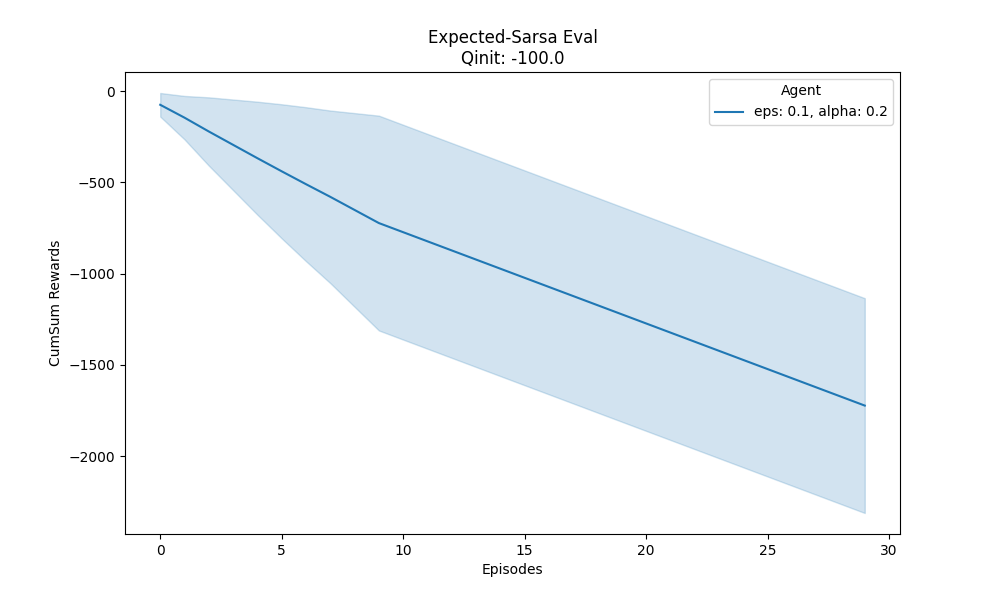 Expected-Sarsa Eval
Qinit: -100.0
Agent
eps: 0.1, alpha: 0.2
CumSum Rewards
0
−500
−1000
−1500
−2000
0 5 10 15 20 25 30
Episodes